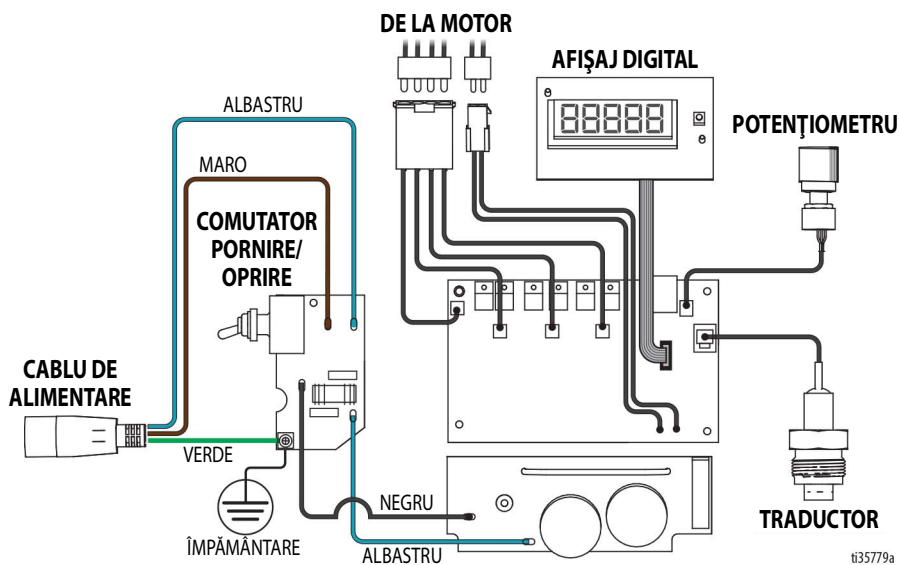 DE LA MOTOR
AFIŞAJ DIGITAL
ALBASTRU
POTENŢIOMETRU
MARO
COMUTATOR
PORNIRE/
OPRIRE
CABLU DE
ALIMENTARE
VERDE
NEGRU
ÎMPĂMÂNTARE
ALBASTRU
TRADUCTOR
ti35779a
88888